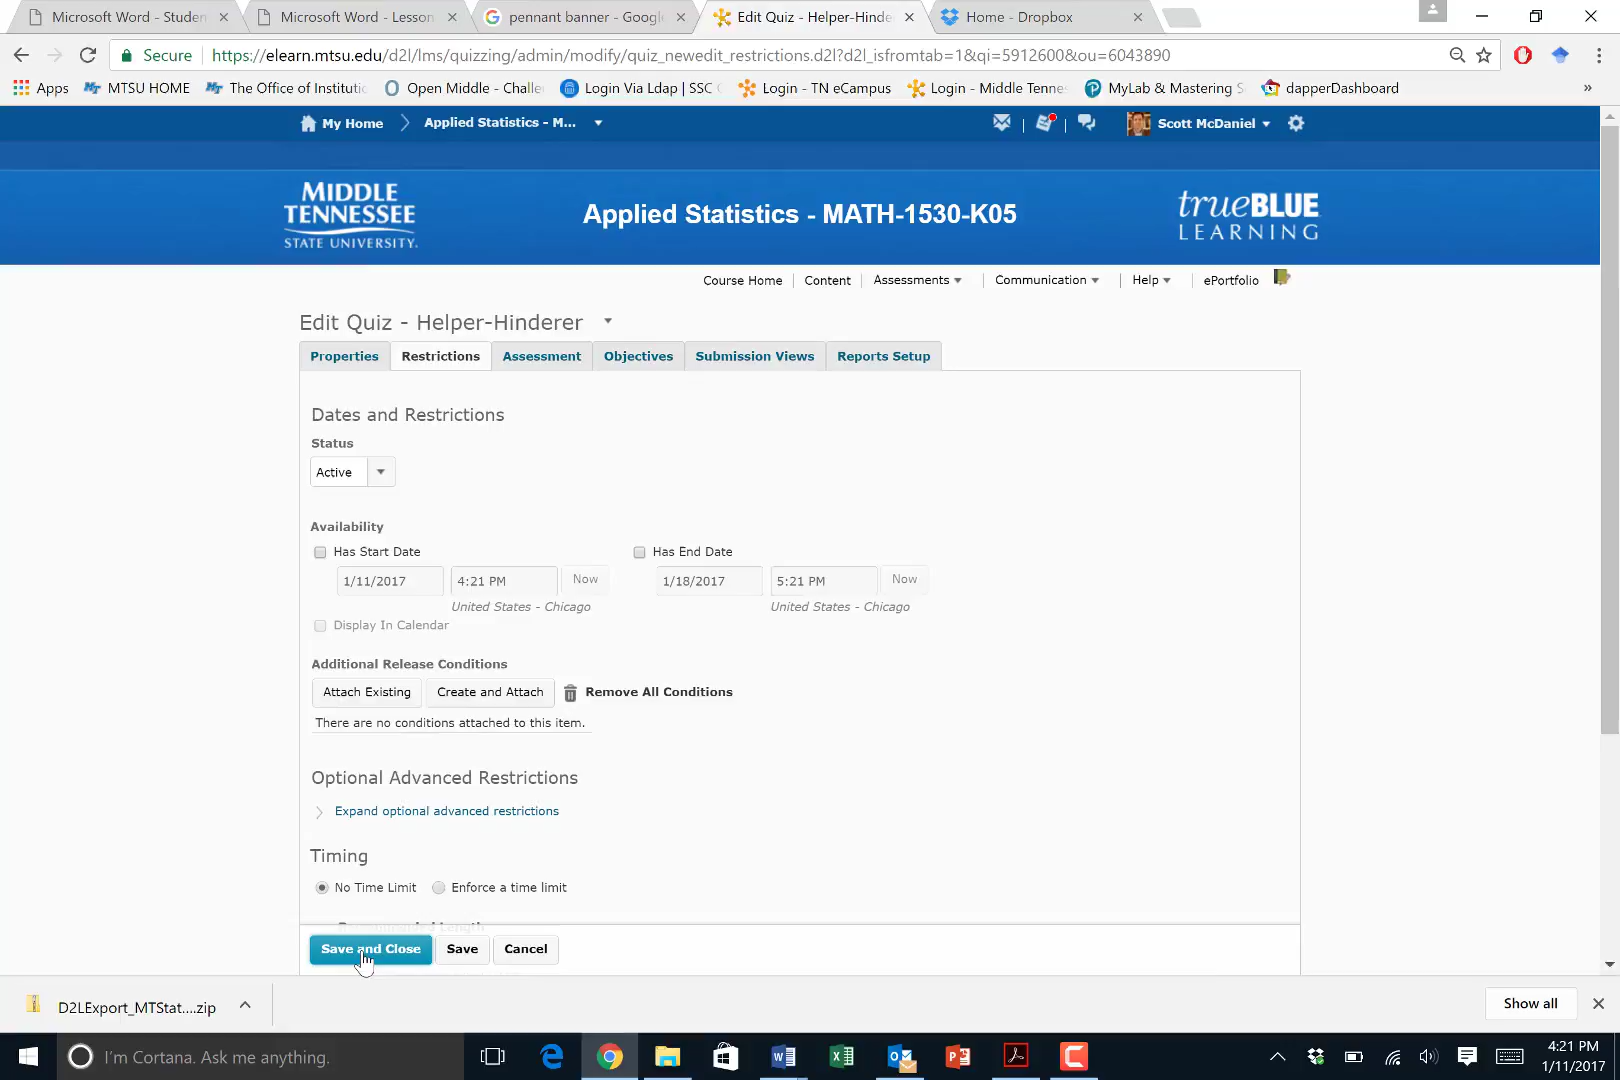 Microsoft Word - Studen
Microsoft Word - Lesson
pennant banner - Google
Edit Quiz - Helper-Hinde
Home - Dropbox
Secure
https://elearn.mtsu.edu/d2l/lms/quizzing/admin/modify/quiz_newedit_restrictions.d2l?d2l_isfromtab=1&qi=5912600&ou=6043890
Apps
MTSU HOME
The Office of Institutio
Open Middle - Challe
Login Via Ldap | SSC
Login - TN eCampus
Login - Middle Tenne
MyLab & Mastering
dapperDashboard
»
My Home
Applied Statistics - M...
Scott McDaniel
MIDDLE
TENNESSEE
STATE UNIVERSITY.
Applied Statistics - MATH-1530-K05
trueBLUE
LEARNING
Course Home
Content
Assessments
Communication
Help
ePortfolio
Edit Quiz - Helper-Hinderer
Properties
Restrictions
Assessment
Objectives
Submission Views
Reports Setup
Dates and Restrictions
Status
Active
Availability
Has Start Date
Has End Date
1/11/2017
4:21 PM
Now
1/18/2017
5:21 PM
Now
United States - Chicago
United States - Chicago
Display In Calendar
Additional Release Conditions
Attach Existing
Create and Attach
Remove All Conditions
There are no conditions attached to this item.
Optional Advanced Restrictions
Expand optional advanced restrictions
Timing
No Time Limit
Enforce a time limit
Save and Close
Save
Cancel
D2LExport_MTStat....zip
Show all
I'm Cortana. Ask me anything.
4:21 PM
1/11/2017